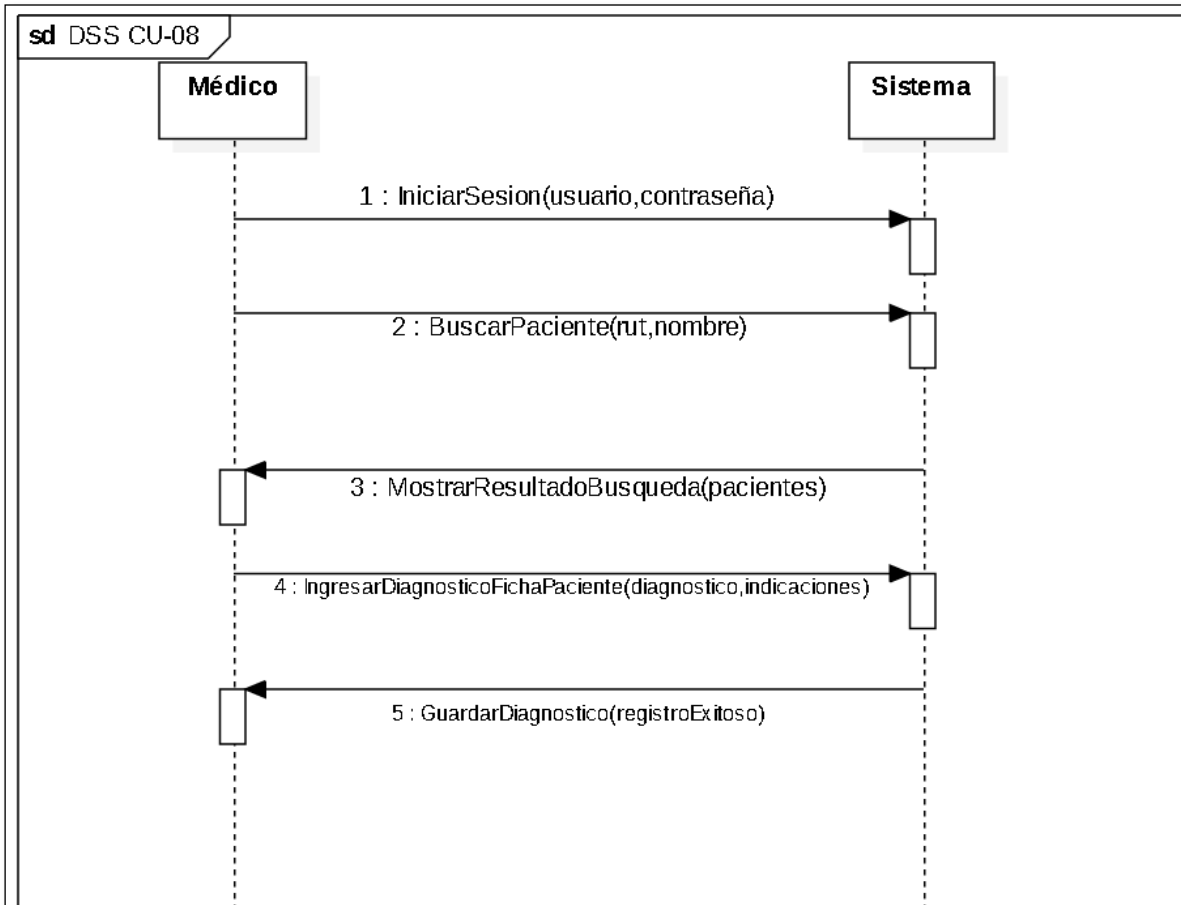 sd DSS CU-08
Médico
Sistema
1 : IniciarSesion(usuario,contraseña)
2 : BuscarPaciente(rut,nombre)
3 : MostrarResultadoBusqueda(pacientes)
4 : IngresarDiagnosticoFichaPaciente(diagnostico,indicaciones)
5 : GuardarDiagnostico(registroExitoso)